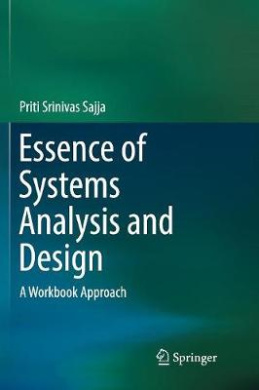 Priti Srinivas Sajja
Essence of
Systems
Analysis and
Design
A Workbook Approach
Springer